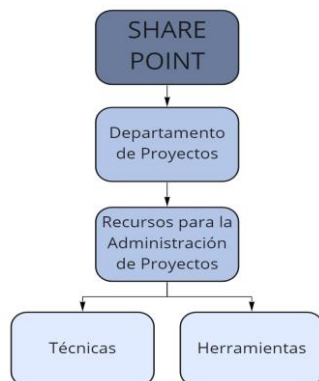 SHARE
POINT
Departamento
de Proyectos
Recursos para la
Administración
de Proyectos
Técnicas
Herramientas